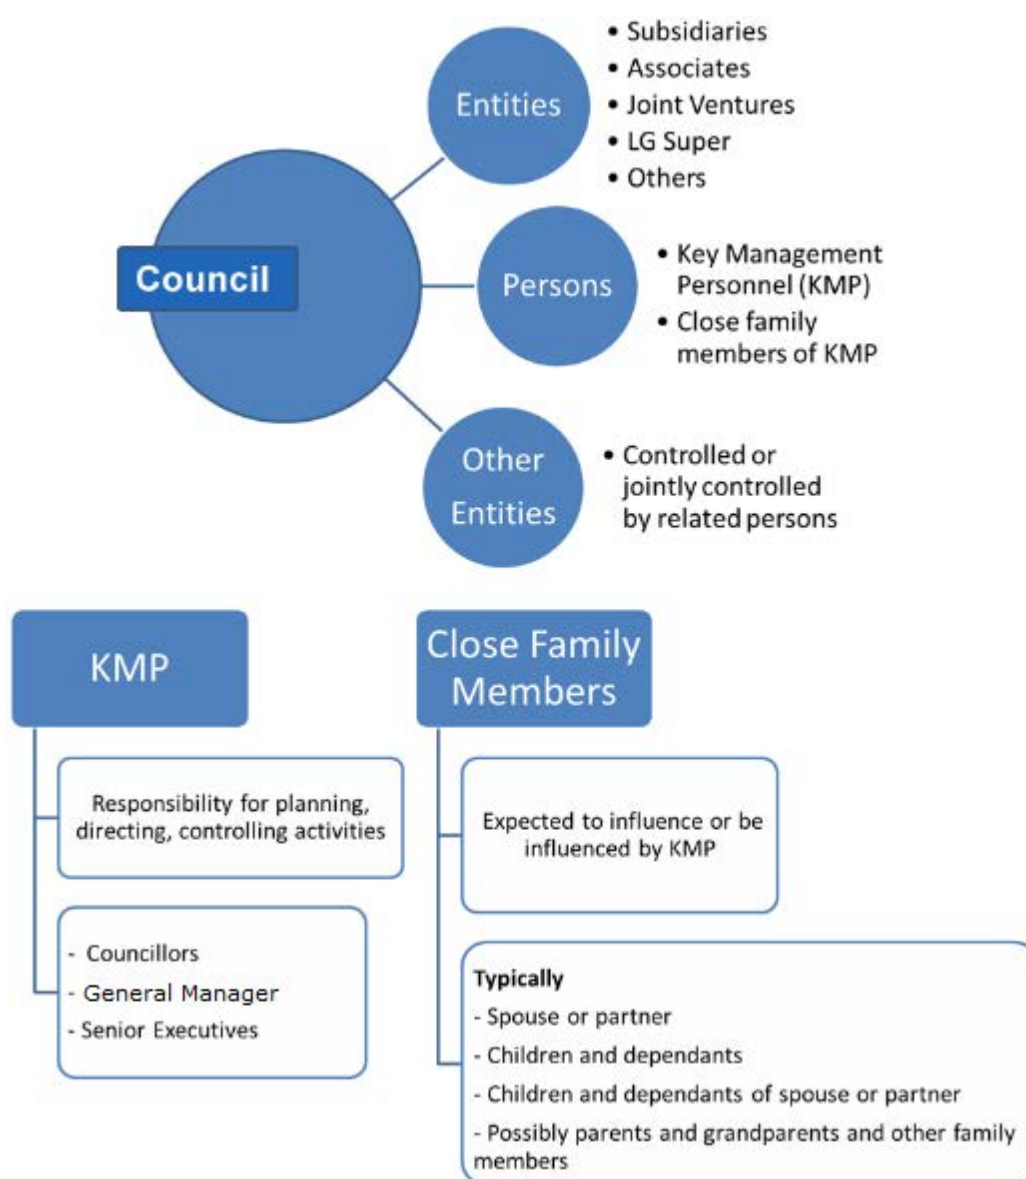 • Subsidiaries
• Associates
• Joint Ventures
• LG Super
• Others
Entities
Council
Persons
• Key Management
Personnel (KMP)
• Close family
members of KMP
Other
Entities
• Controlled or
jointly controlled
by related persons
KMP
Responsibility for planning,
directing, controlling activities
- Councillors
- General Manager
- Senior Executives
Close Family
Members
Expected to influence or be
influenced by KMP
Typically
- Spouse or partner
- Children and dependants
- Children and dependants of spouse or partner
- Possibly parents and grandparents and other family
members